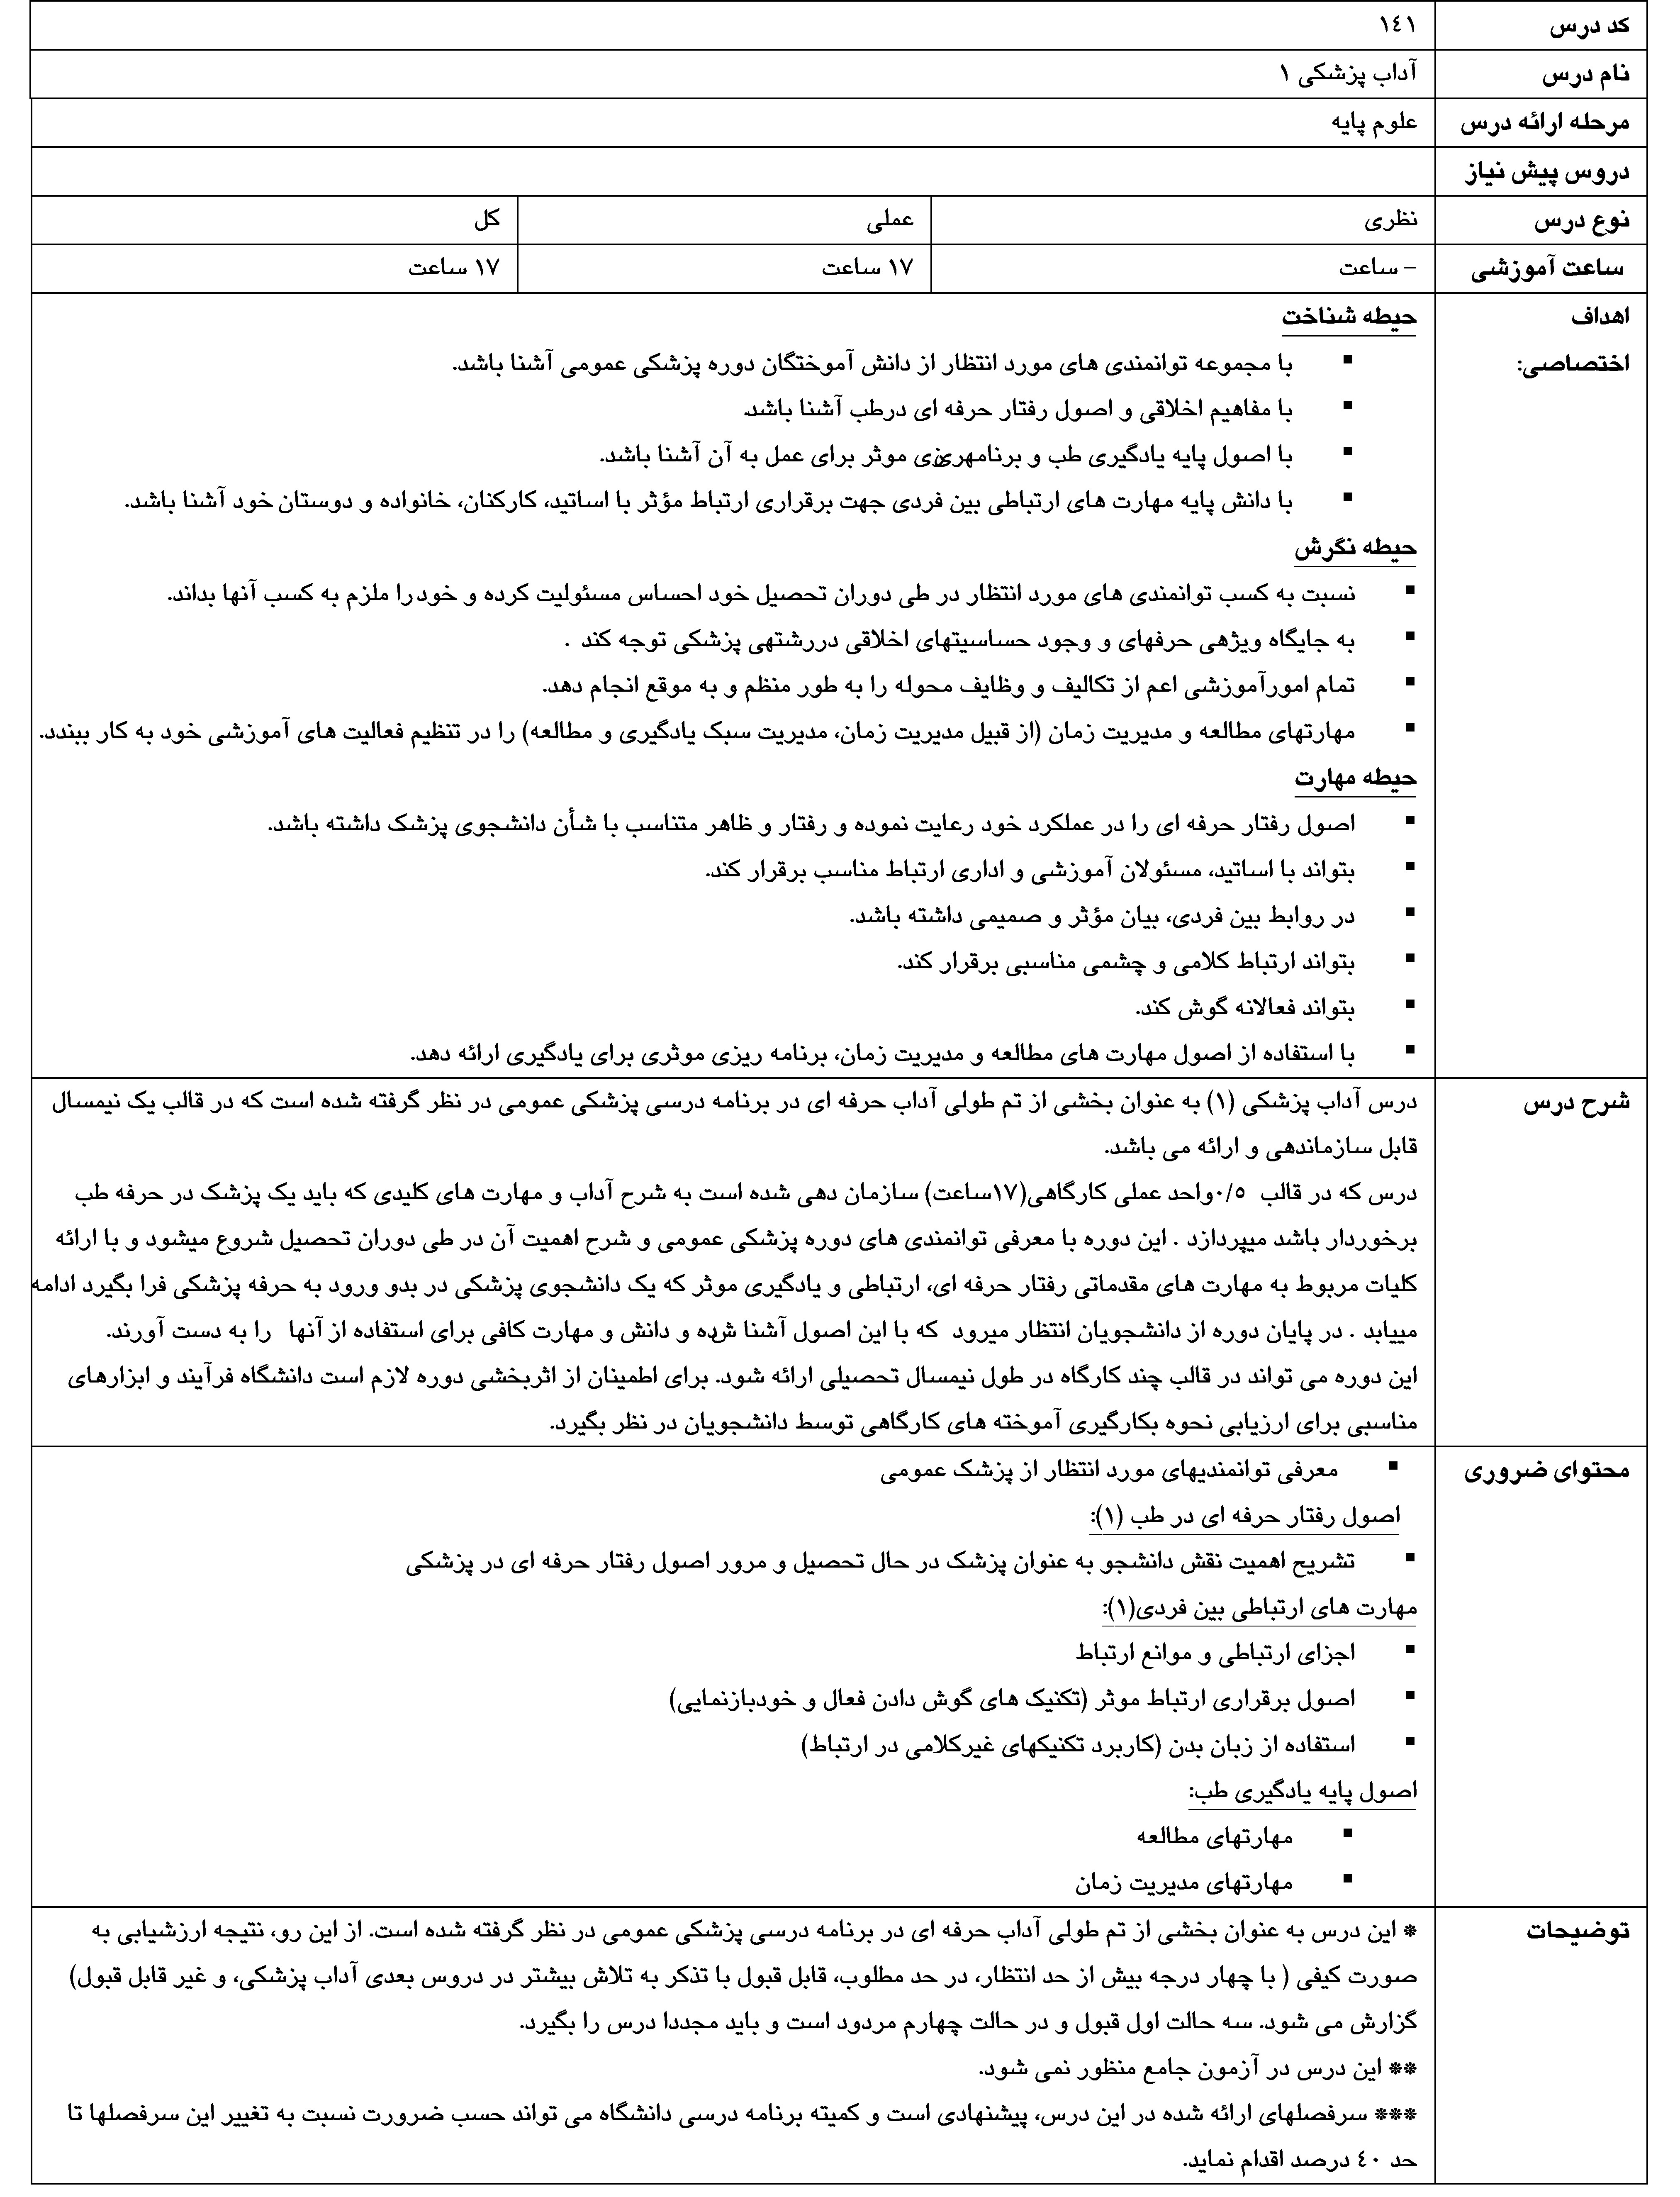 کد درس ۱٤۱
نام درس آداب پزشکی ۱
مرحله ارائه درس علوم پایه
دروس پیش نیاز
نوع درس نظری عملی کل
ساعت آموزشی – ساعت ۱۷ ساعت ۱۷ ساعت
اهداف حیطه شناخت
اختصاصی: ▪ با مجموعه توانمندی های مورد انتظار از دانش آموختگان دوره پزشکی عمومی آشنا باشد.
▪ با مفاهیم اخلاقی و اصول رفتار حرفه ای درطب آشنا باشد.
▪ با اصول پایه یادگیری طب و برنامهریزی موثر برای عمل به آن آشنا باشد.
▪ با دانش پایه مهارت های ارتباطی بین فردی جهت برقراری ارتباط مؤثر با اساتید، کارکنان، خانواده و دوستان خود آشنا باشد.
حیطه نگرش
▪ نسبت به کسب توانمندی های مورد انتظار در طی دوران تحصیل خود احساس مسئولیت کرده و خود را ملزم به کسب آنها بداند.
▪ به جایگاه ویژهی حرفهای و وجود حساسیتهای اخلاقی دررشتهی پزشکی توجه کند .
▪ تمام امورآموزشی اعم از تکالیف و وظایف محوله را به طور منظم و به موقع انجام دهد.
▪ مهارتهای مطالعه و مدیریت زمان (از قبیل مدیریت زمان، مدیریت سبک یادگیری و مطالعه) را در تنظیم فعالیت های آموزشی خود به کار ببندد.
حیطه مهارت
▪ اصول رفتار حرفه ای را در عملکرد خود رعایت نموده و رفتار و ظاهر متناسب با شأن دانشجوی پزشک داشته باشد.
▪ بتواند با اساتید، مسئولان آموزشی و اداری ارتباط مناسب برقرار کند.
▪ در روابط بین فردی، بیان مؤثر و صمیمی داشته باشد.
▪ بتواند ارتباط کلامی و چشمی مناسبی برقرار کند.
▪ بتواند فعالانه گوش کند.
▪ با استفاده از اصول مهارت های مطالعه و مدیریت زمان، برنامه ریزی موثری برای یادگیری ارائه دهد.
شرح درس درس آداب پزشکی (۱) به عنوان بخشی از تم طولی آداب حرفه ای در برنامه درسی پزشکی عمومی در نظر گرفته شده است که در قالب یک نیمسال
قابل سازماندهی و ارائه می باشد.
درس که در قالب ۰/۵واحد عملی کارگاهی(۱۷ساعت) سازمان دهی شده است به شرح آداب و مهارت های کلیدی که باید یک پزشک در حرفه طب
برخوردار باشد میپردازد . این دوره با معرفی توانمندی های دوره پزشکی عمومی و شرح اهمیت آن در طی دوران تحصیل شروع میشود و با ارائه
کلیات مربوط به مهارت های مقدماتی رفتار حرفه ای، ارتباطی و یادگیری موثر که یک دانشجوی پزشکی در بدو ورود به حرفه پزشکی فرا بگیرد ادامه
مییابد . در پایان دوره از دانشجویان انتظار میرود که با این اصول آشنا شده و دانش و مهارت کافی برای استفاده از آنها را به دست آورند.
این دوره می تواند در قالب چند کارگاه در طول نیمسال تحصیلی ارائه شود. برای اطمینان از اثربخشی دوره لازم است دانشگاه فرآیند و ابزارهای
مناسبی برای ارزیابی نحوه بکارگیری آموخته های کارگاهی توسط دانشجویان در نظر بگیرد.
محتوای ضروری ▪ معرفی توانمندیهای مورد انتظار از پزشک عمومی
اصول رفتار حرفه ای در طب (۱):
▪ تشریح اهمیت نقش دانشجو به عنوان پزشک در حال تحصیل و مرور اصول رفتار حرفه ای در پزشکی
مهارت های ارتباطی بین فردی(۱):
▪ اجزای ارتباطی و موانع ارتباط
▪ اصول برقراری ارتباط موثر (تکنیک های گوش دادن فعال و خودبازنمایی)
▪ استفاده از زبان بدن (کاربرد تکنیکهای غیرکلامی در ارتباط)
اصول پایه یادگیری طب:
▪ مهارتهای مطالعه
▪ مهارتهای مدیریت زمان
توضیحات * این درس به عنوان بخشی از تم طولی آداب حرفه ای در برنامه درسی پزشکی عمومی در نظر گرفته شده است. از این رو، نتیجه ارزشیابی به
صورت کیفی ( با چهار درجه بیش از حد انتظار، در حد مطلوب، قابل قبول با تذکر به تلاش بیشتر در دروس بعدی آداب پزشکی، و غیر قابل قبول)
گزارش می شود. سه حالت اول قبول و در حالت چهارم مردود است و باید مجددا درس را بگیرد.
** این درس در آزمون جامع منظور نمی شود.
*** سرفصلهای ارائه شده در این درس، پیشنهادی است و کمیته برنامه درسی دانشگاه می تواند حسب ضرورت نسبت به تغییر این سرفصلها تا
حد ٤۰ درصد اقدام نماید.